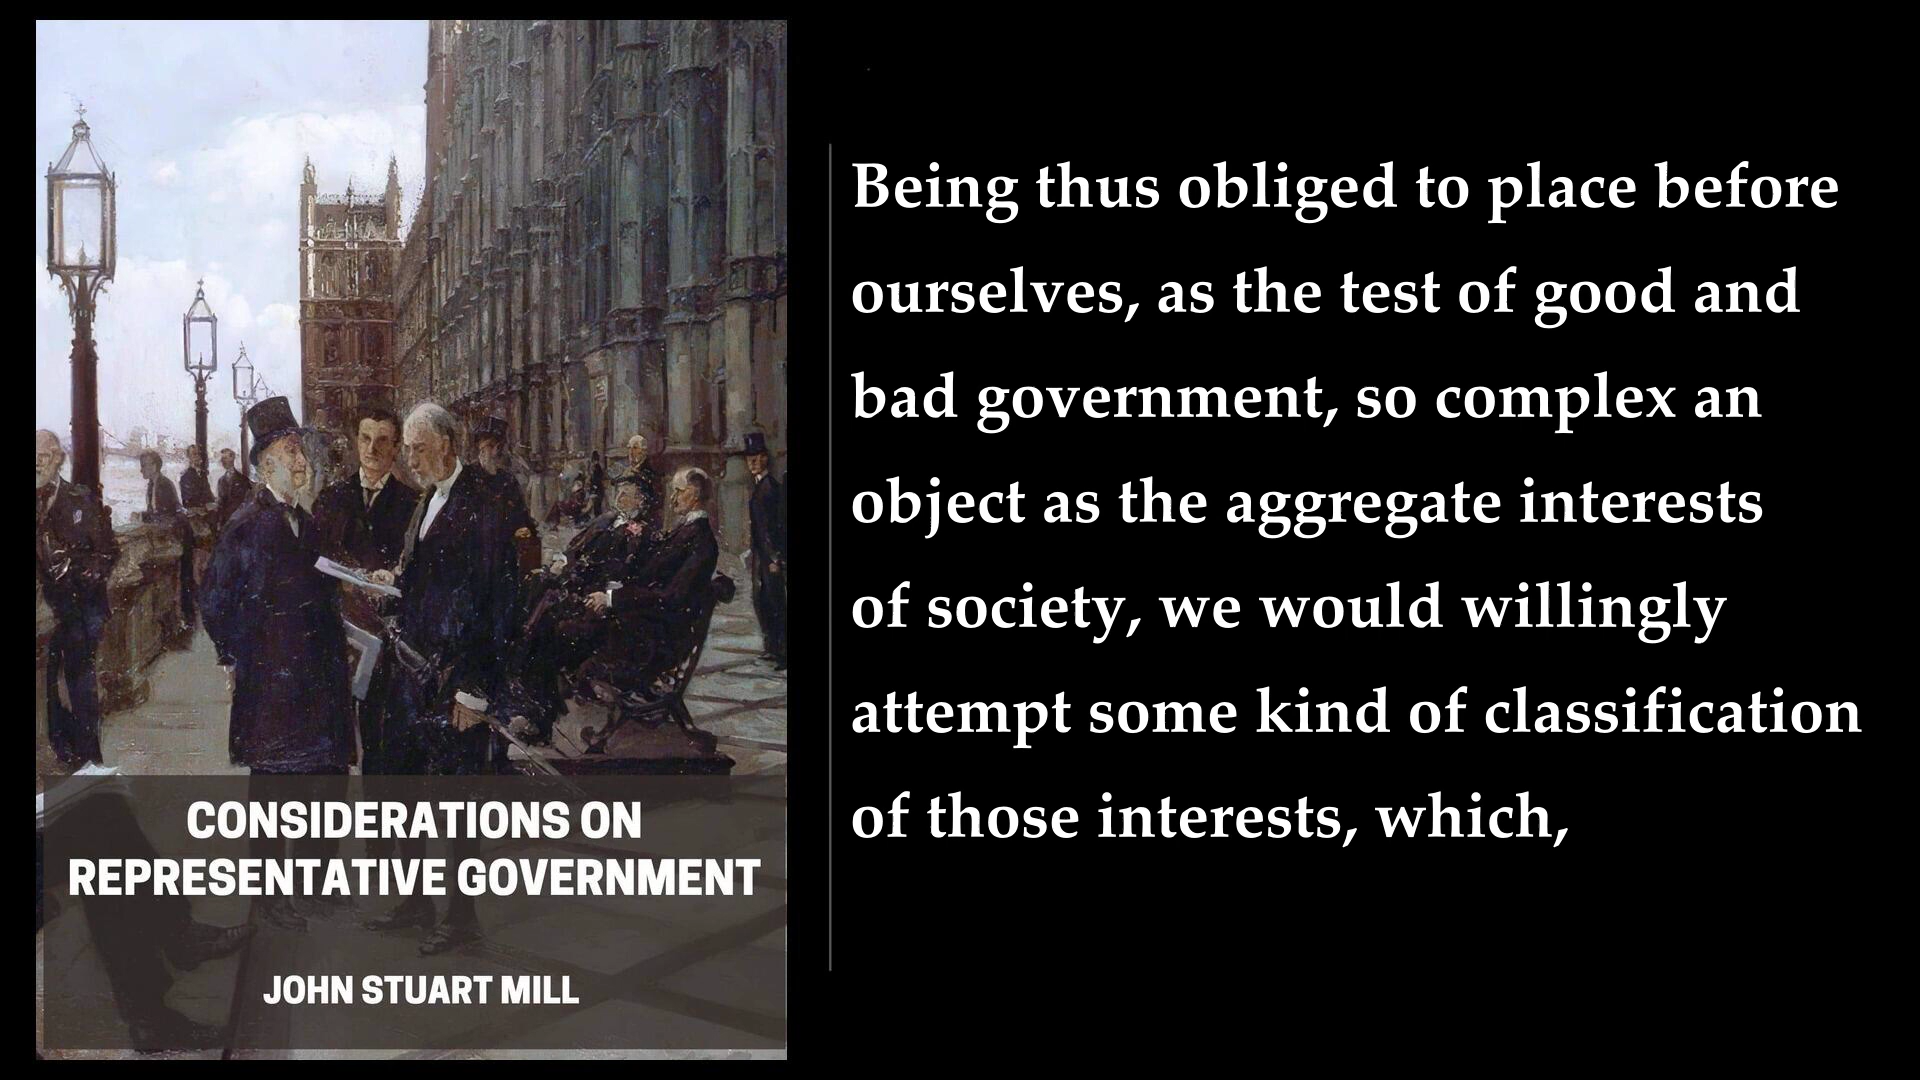 CONSIDERATIONS ON
REPRESENTATIVE GOVERNMENT
JOHN STUART MILL
Being thus obliged to place before
ourselves, as the test of good and
bad government, so complex an
object as the aggregate interests
of society, we would willingly
attempt some kind of classification
of those interests, which,